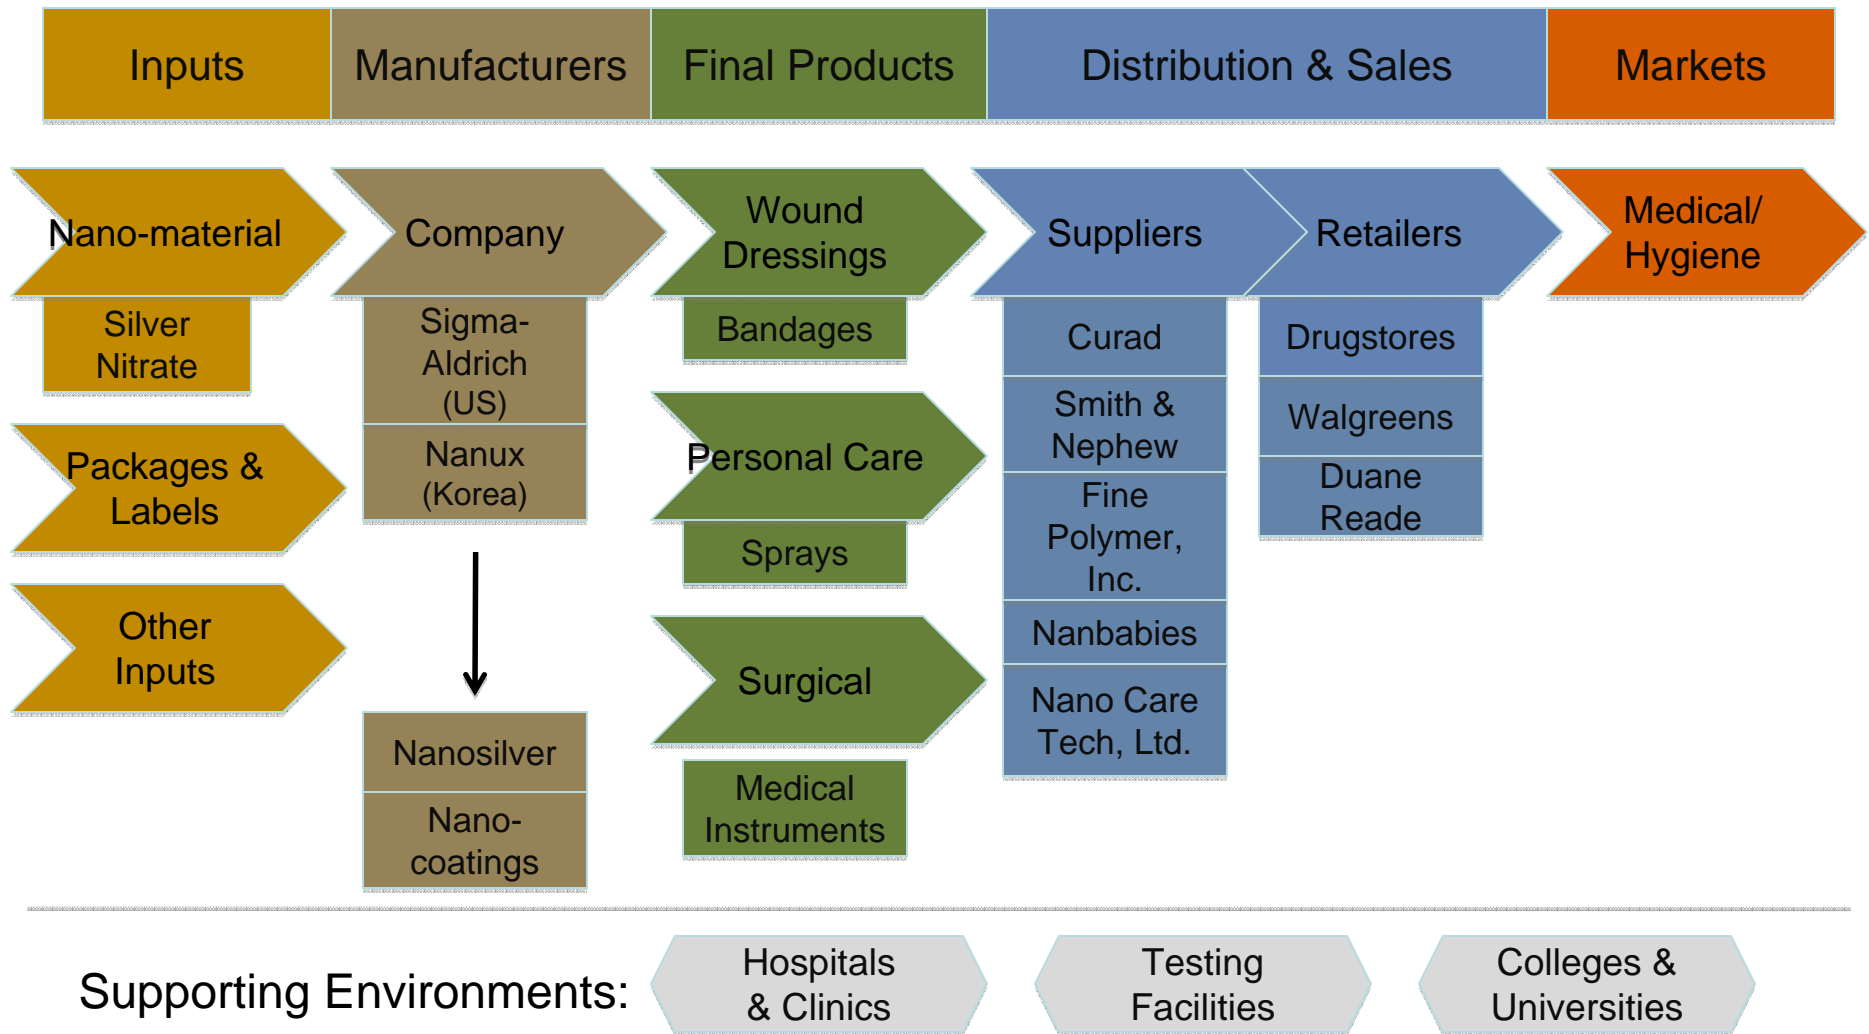 Inputs
Manufacturers
Final Products
Distribution & Sales
Markets
Nano-material
Silver
Nitrate
Packages &
Labels
Other
Inputs
Company
Sigma-
Aldrich
(US)
Nanux
(Korea)
Nanosilver
Nano-
coatings
Wound
Dressings
Bandages
Personal Care
Sprays
Surgical
Medical
Instruments
Suppliers
Curad
Smith &
Nephew
Fine
Polymer,
Inc.
Nanbabies
Nano Care
Tech, Ltd.
Retailers
Drugstores
Walgreens
Duane
Reade
Medical/
Hygiene
Supporting Environments:
Hospitals
& Clinics
Testing
Facilities
Colleges &
Universities